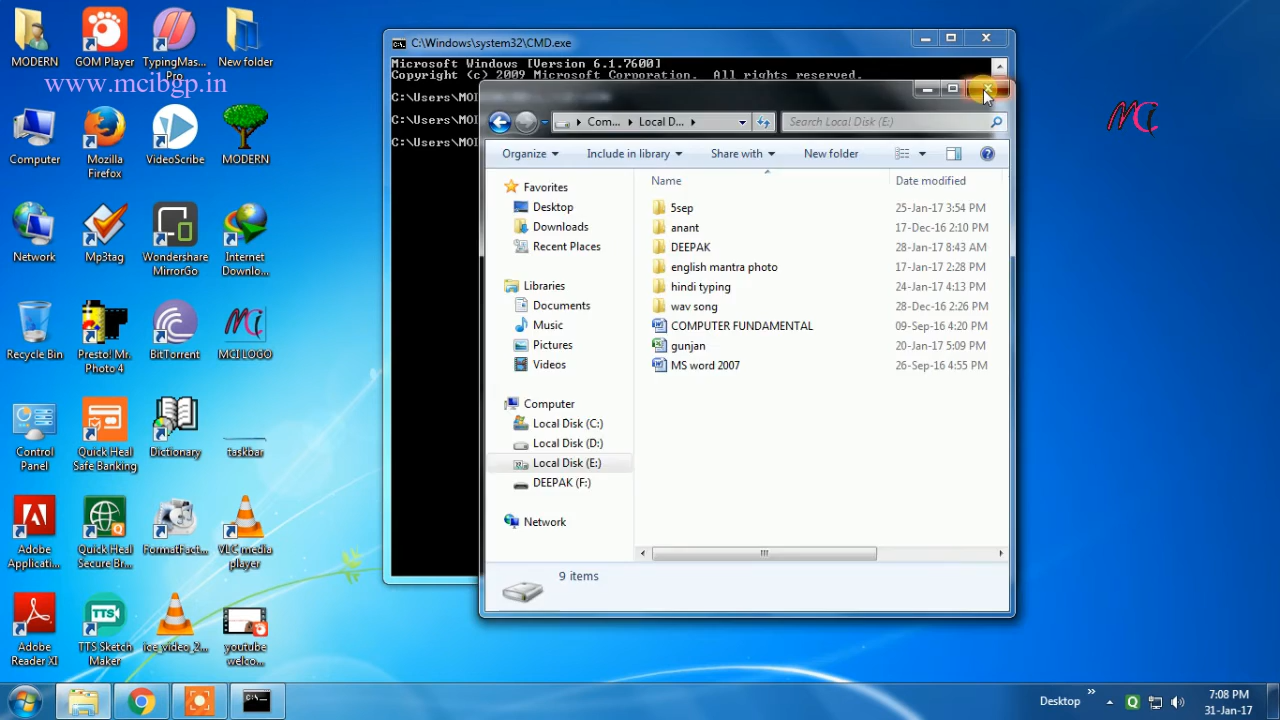 MODERN
GOM Player
TypingMas... Pro
New folder
www.mcibgp.in
Computer
Mozilla Firefox
VideoScribe
MODERN
Network
Mp3tag
Wondershare MirrorGo
Internet Downlo...
Recycle Bin
Presto! Mr. Photo 4
BitTorrent
MCI LOGO
Control Panel
Quick Heal Safe Banking
Dictionary
taskbar
Adobe Applicati...
Quick Heal Secure Br...
FormatFact...
VLC media player
Adobe Reader XI
TTS
TTS Sketch Maker
ice_video_2...
youtube welco...
C:\Windows\system32\CMD.exe
Microsoft Windows [Version 6.1.7600]
Copyright (c) 2009 Microsoft Corporation. All rights reserved.
C:\Users\MO
C:\Users\MO
C:\Users\MO
Com... Local D...
Search Local Disk (E:)
Organize Include in library Share with New folder
Favorites
Desktop
Downloads
Recent Places
Libraries
Documents
Music
Pictures
Videos
Computer
Local Disk (C:)
Local Disk (D:)
Local Disk (E:)
DEEPAK (F:)
Network
Name Date modified
5sep 25-Jan-17 3:54 PM
anant 17-Dec-16 2:10 PM
DEEPAK 28-Jan-17 8:43 AM
english mantra photo 17-Jan-17 2:28 PM
hindi typing 24-Jan-17 4:13 PM
wav song 28-Dec-16 2:26 PM
COMPUTER FUNDAMENTAL 09-Sep-16 4:20 PM
gunjan 20-Jan-17 5:09 PM
MS word 2007 26-Sep-16 4:55 PM
9 items
MCi
Desktop
7:08 PM
31-Jan-17